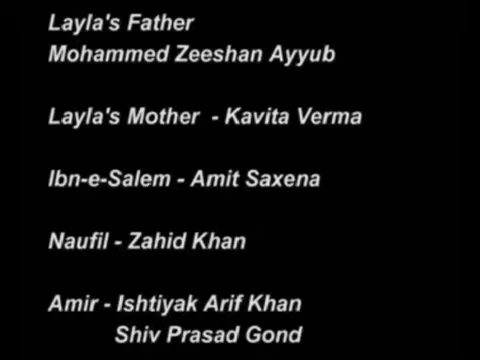 Layla's Father
Mohammed Zeeshan Ayyub
Layla's Mother - Kavita Verma
Ibn-e-Salem - Amit Saxena
Naufil - Zahid Khan
Amir - Ishtiyak Arif Khan
Shiv Prasad Gond